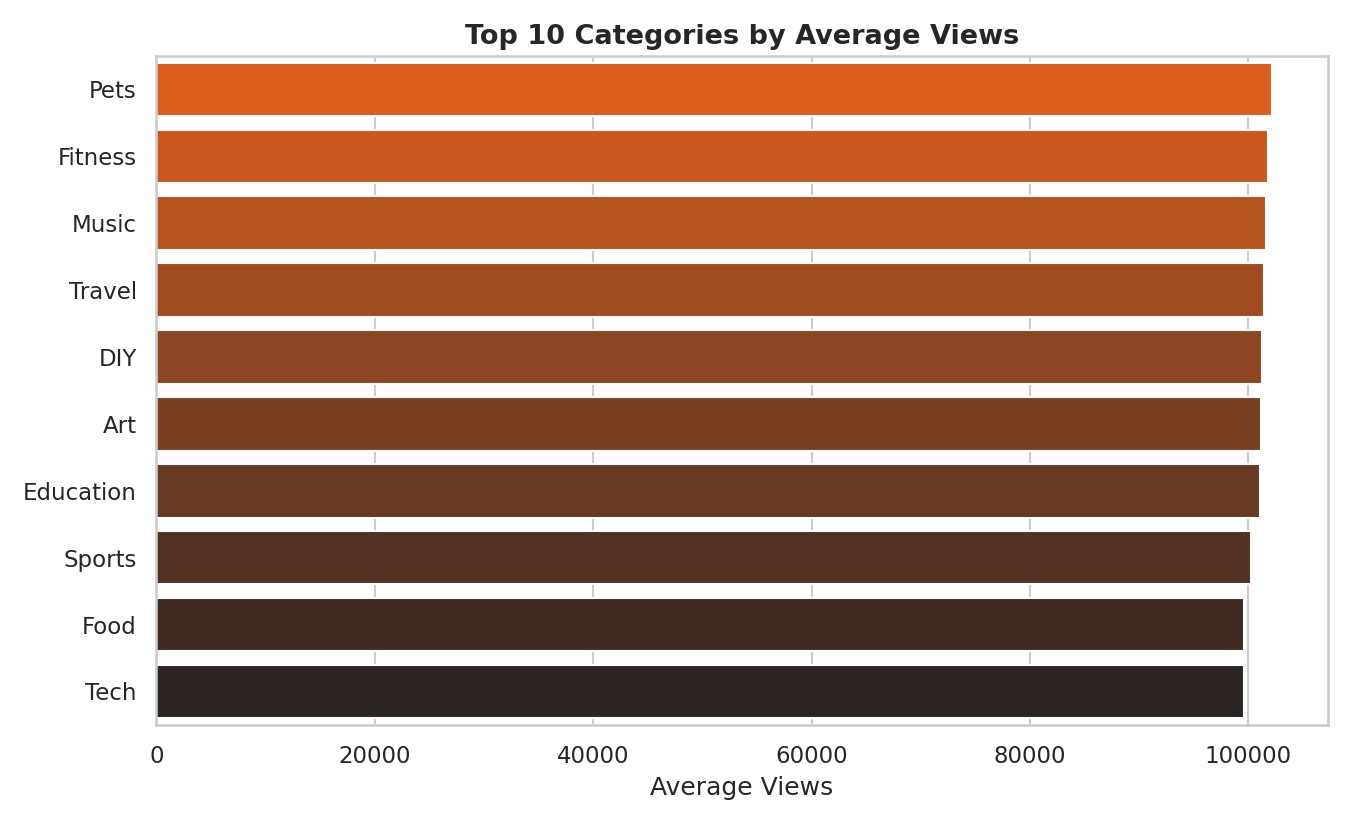 Top 10 Categories by Average Views
Pets
Fitness
Music
Travel
DIY
Art
Education
Sports
Food
Tech
0 20000 40000 60000 80000 100000
Average Views